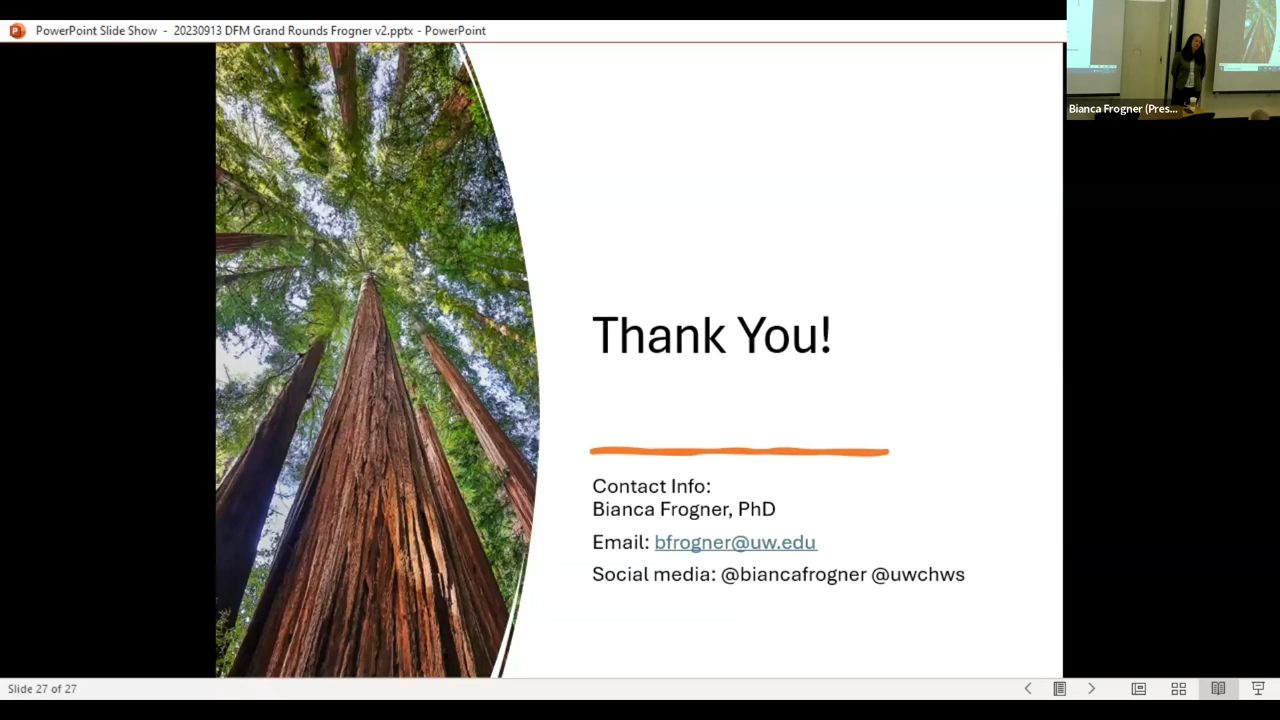 PowerPoint Slide Show - 20230913 DFM Grand Rounds Frogner v2.pptx - PowerPoint
Bianca Frogner (Pres...
Thank You!
Contact Info:
Bianca Frogner, PhD
Email: bfrogner@uw.edu
Social media: @biancafrogner @uwchws
Slide 27 of 27